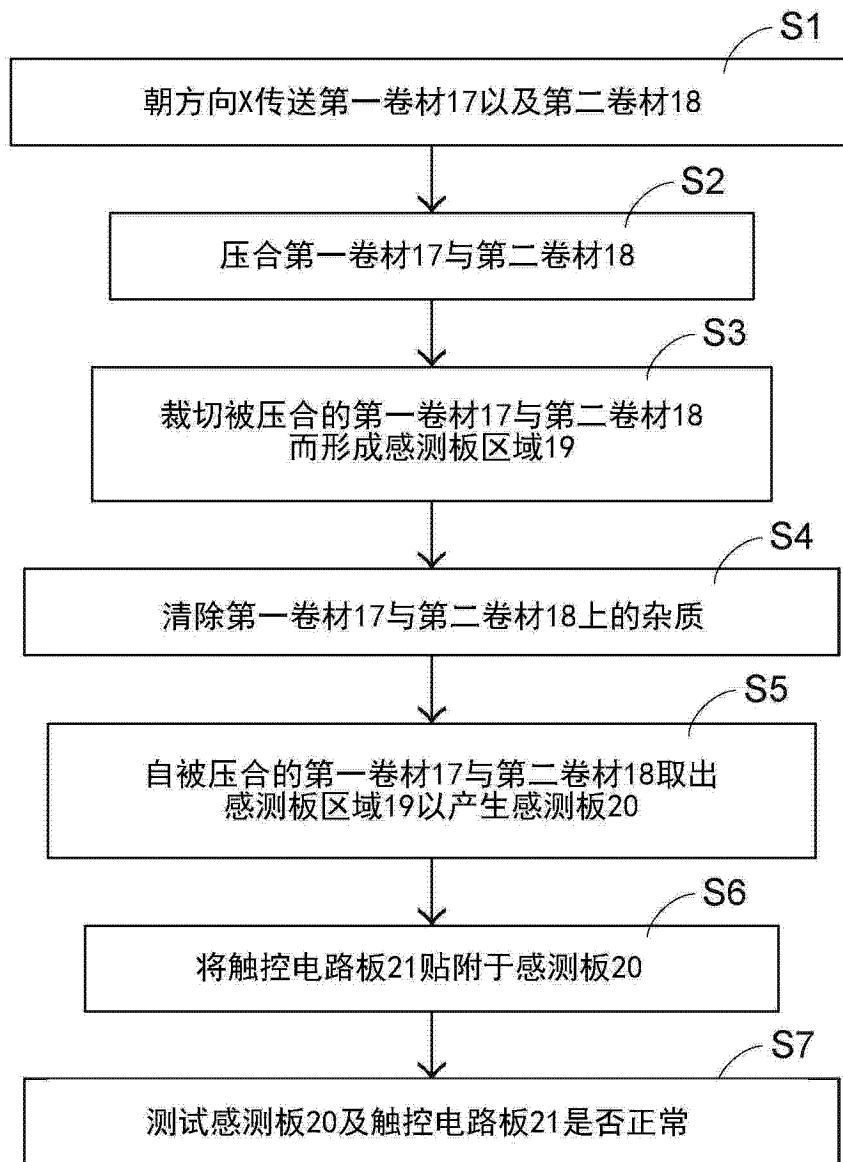 S1
朝方向X传送第一卷材17以及第二卷材18
S2
压合第一卷材17与第二卷材18
S3
裁切被压合的第一卷材17与第二卷材18
而形成感测板区域19
S4
清除第一卷材17与第二卷材18上的杂质
S5
自被压合的第一卷材17与第二卷材18取出
感测板区域19以产生感测板20
S6
将触控电路板21贴附于感测板20
S7
测试感测板20及触控电路板21是否正常